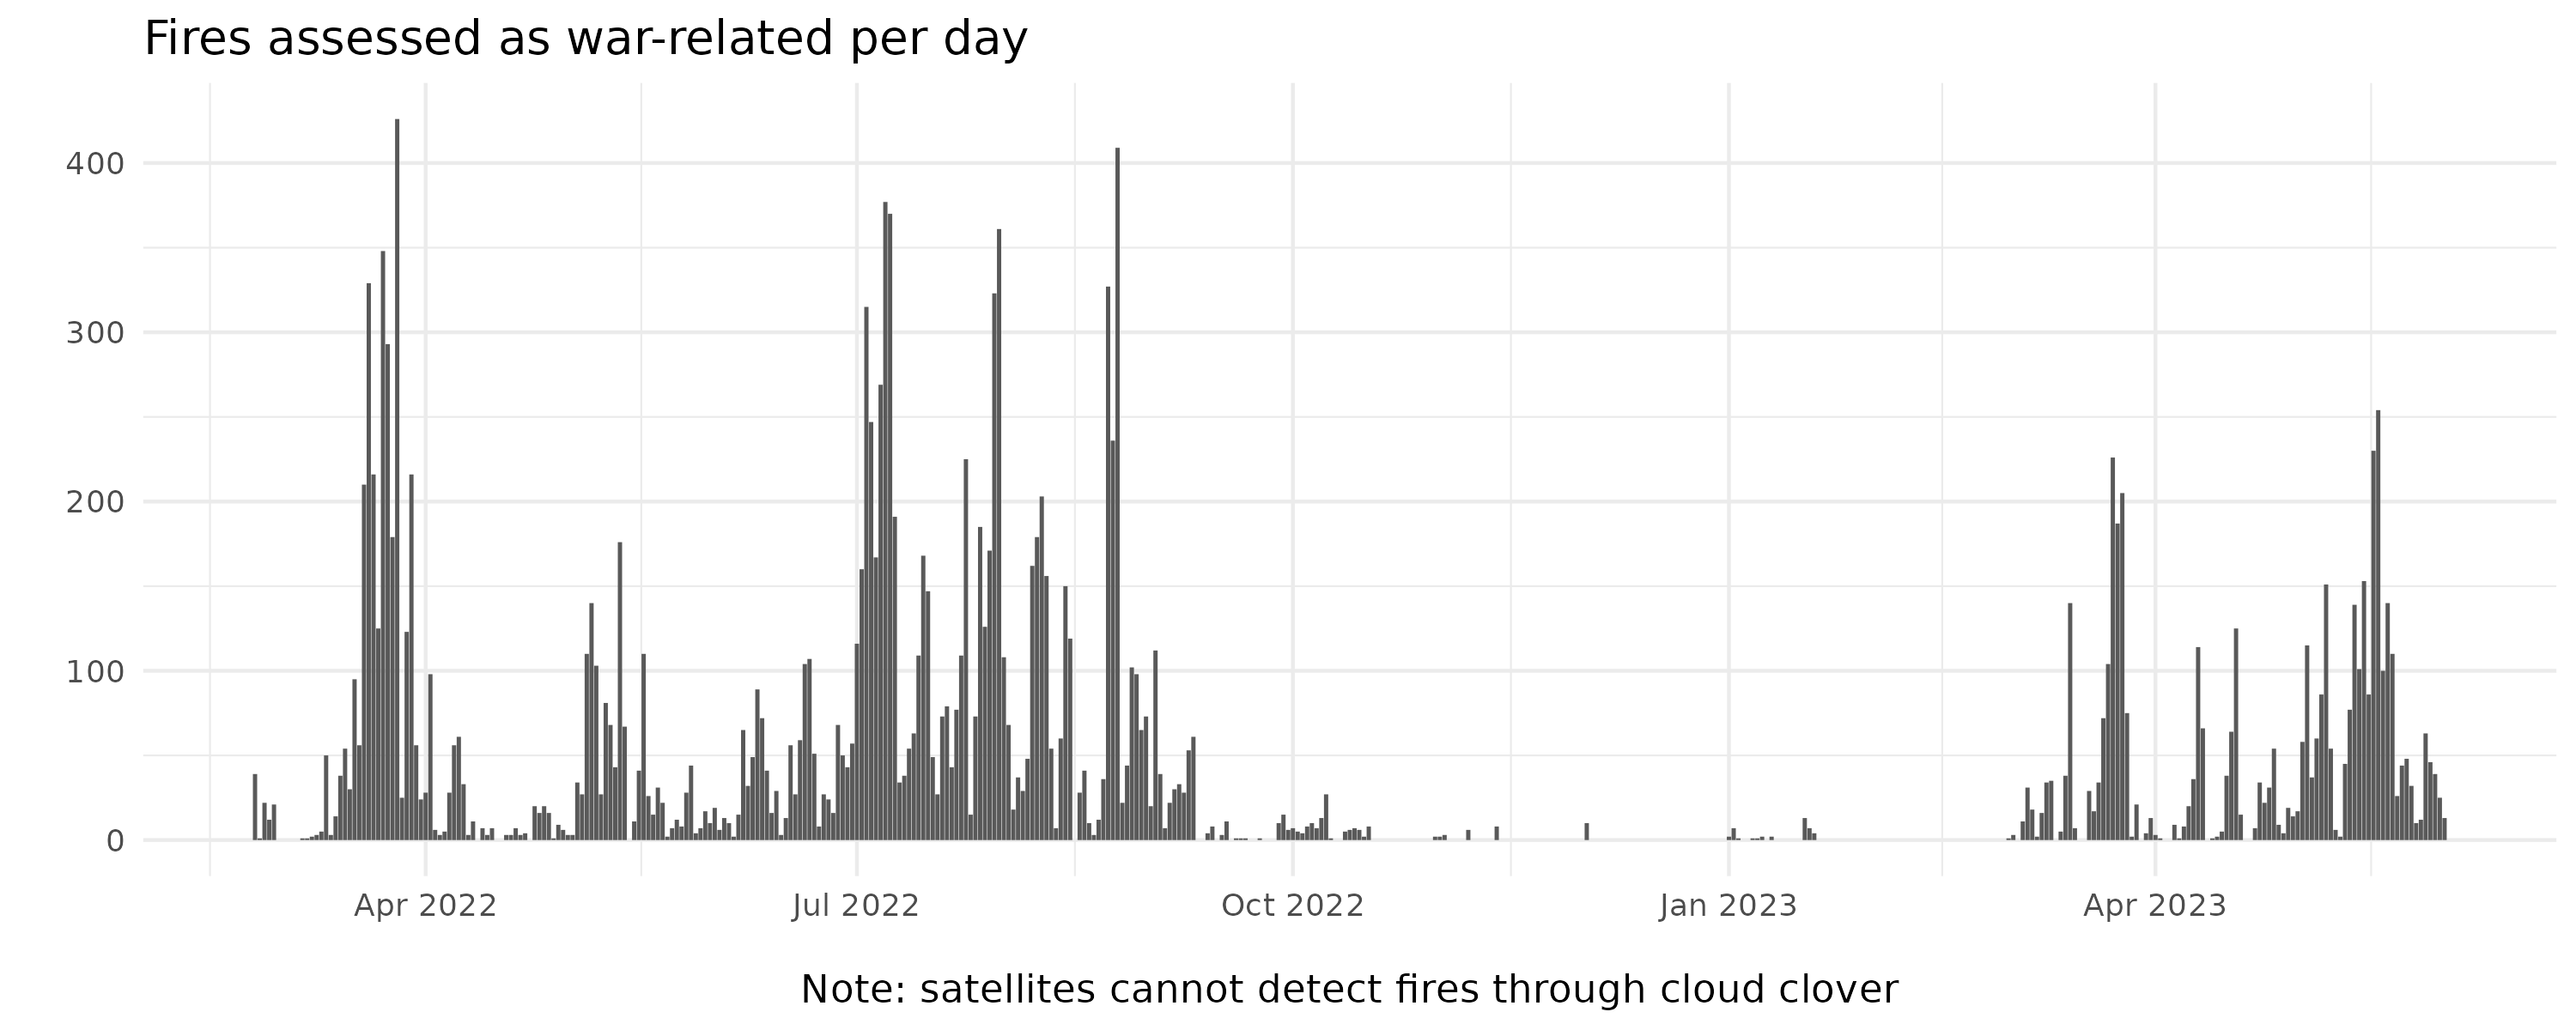 Fires assessed as war-related per day
400
300
200
100
0
Apr 2022
Jul 2022
Oct 2022
Jan 2023
Apr 2023
Note: satellites cannot detect fires through cloud clover